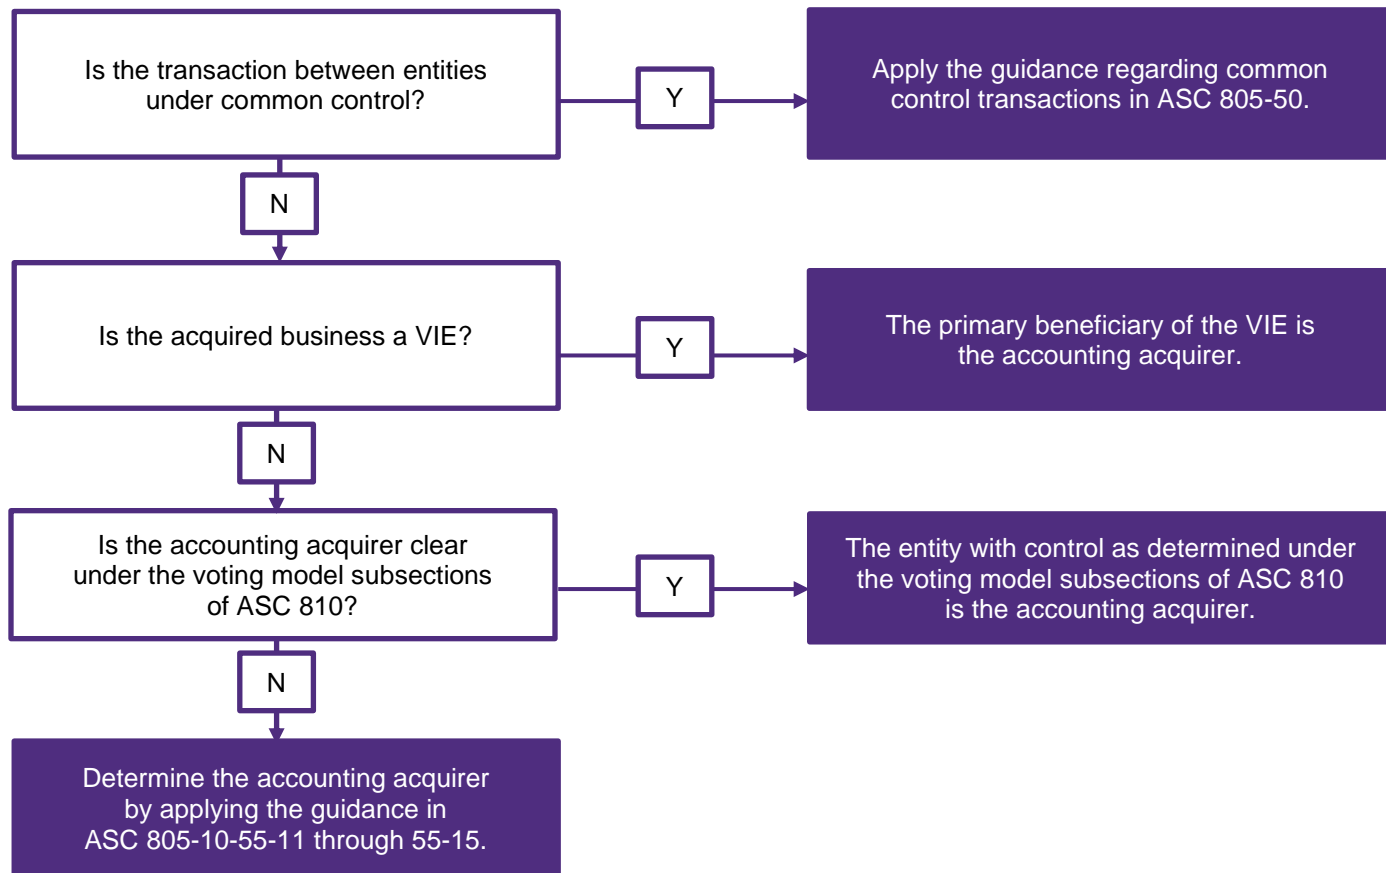 Is the transaction between entities
under common control?
Y
Apply the guidance regarding common
control transactions in ASC 805-50.
N
Is the acquired business a VIE?
Y
The primary beneficiary of the VIE is
the accounting acquirer.
N
Is the accounting acquirer clear
under the voting model subsections
of ASC 810?
Y
The entity with control as determined under
the voting model subsections of ASC 810
is the accounting acquirer.
N
Determine the accounting acquirer
by applying the guidance in
ASC 805-10-55-11 through 55-15.